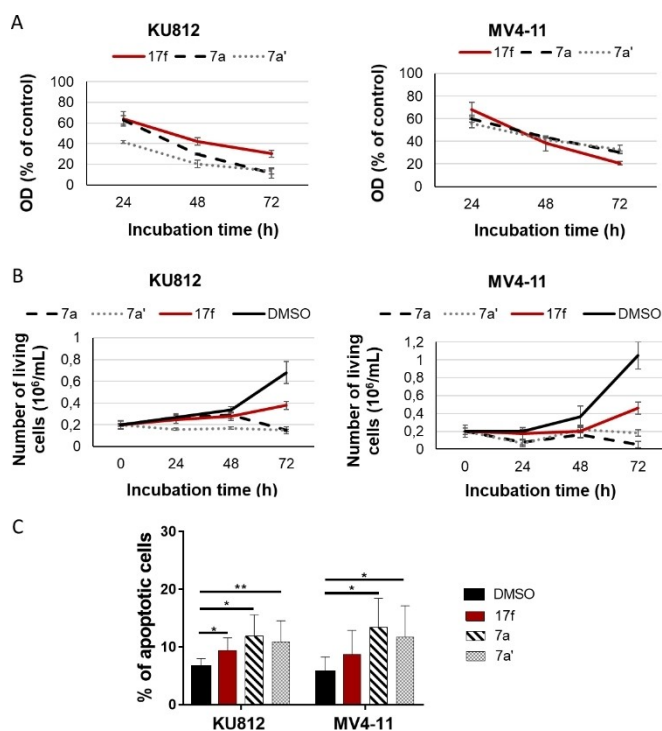 A
KU812
17f 7a 7a'
OD (% of control)
100
80
60
40
20
0
24 48 72
Incubation time (h)
MV4-11
17f 7a 7a'
OD (% of control)
100
80
60
40
20
0
24 48 72
Incubation time (h)
B
KU812
7a 7a' 17f DMSO
Number of living
cells (10⁶/mL)
1
0,8
0,6
0,4
0,2
0
0 24 48 72
Incubation time (h)
MV4-11
7a 7a' 17f DMSO
Number of living
cells (10⁶/mL)
1,2
1
0,8
0,6
0,4
0,2
0
0 24 48 72
Incubation time (h)
C
% of apoptotic cells
30
20
10
0
**
*
*
*
*
KU812 MV4-11
DMSO
17f
7a
7a'